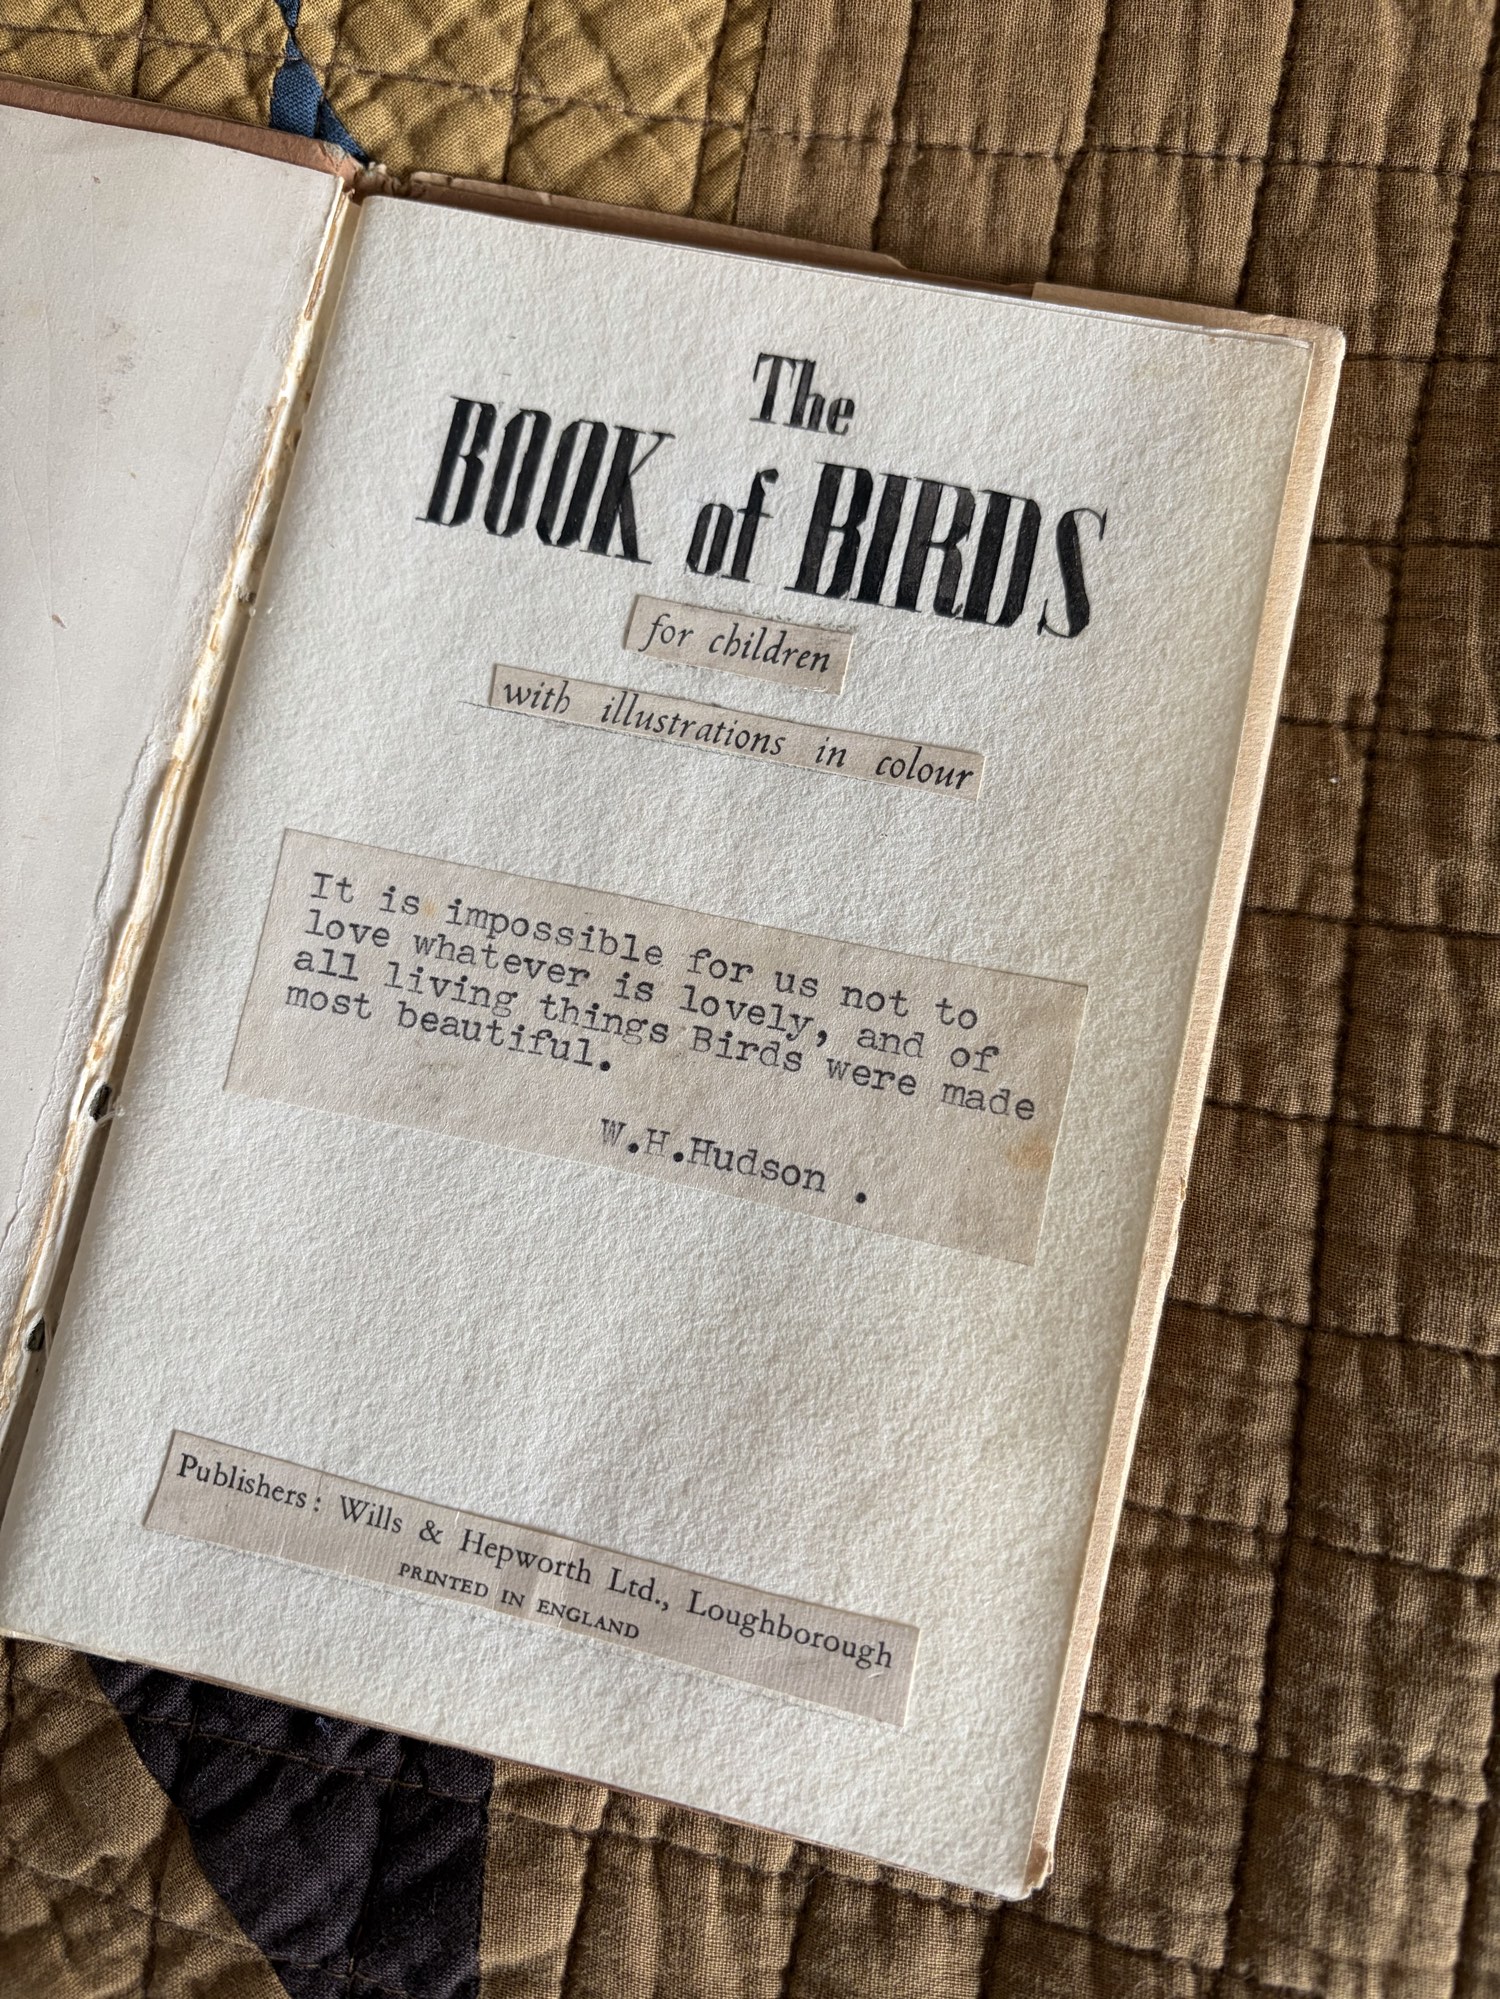 The
BOOK of BIRDS
for children
with illustrations in colour
It is impossible for us not to
love whatever is lovely, and of
all living things Birds were made
most beautiful.
W.H.Hudson .
Publishers: Wills & Hepworth Ltd., Loughborough
PRINTED IN ENGLAND